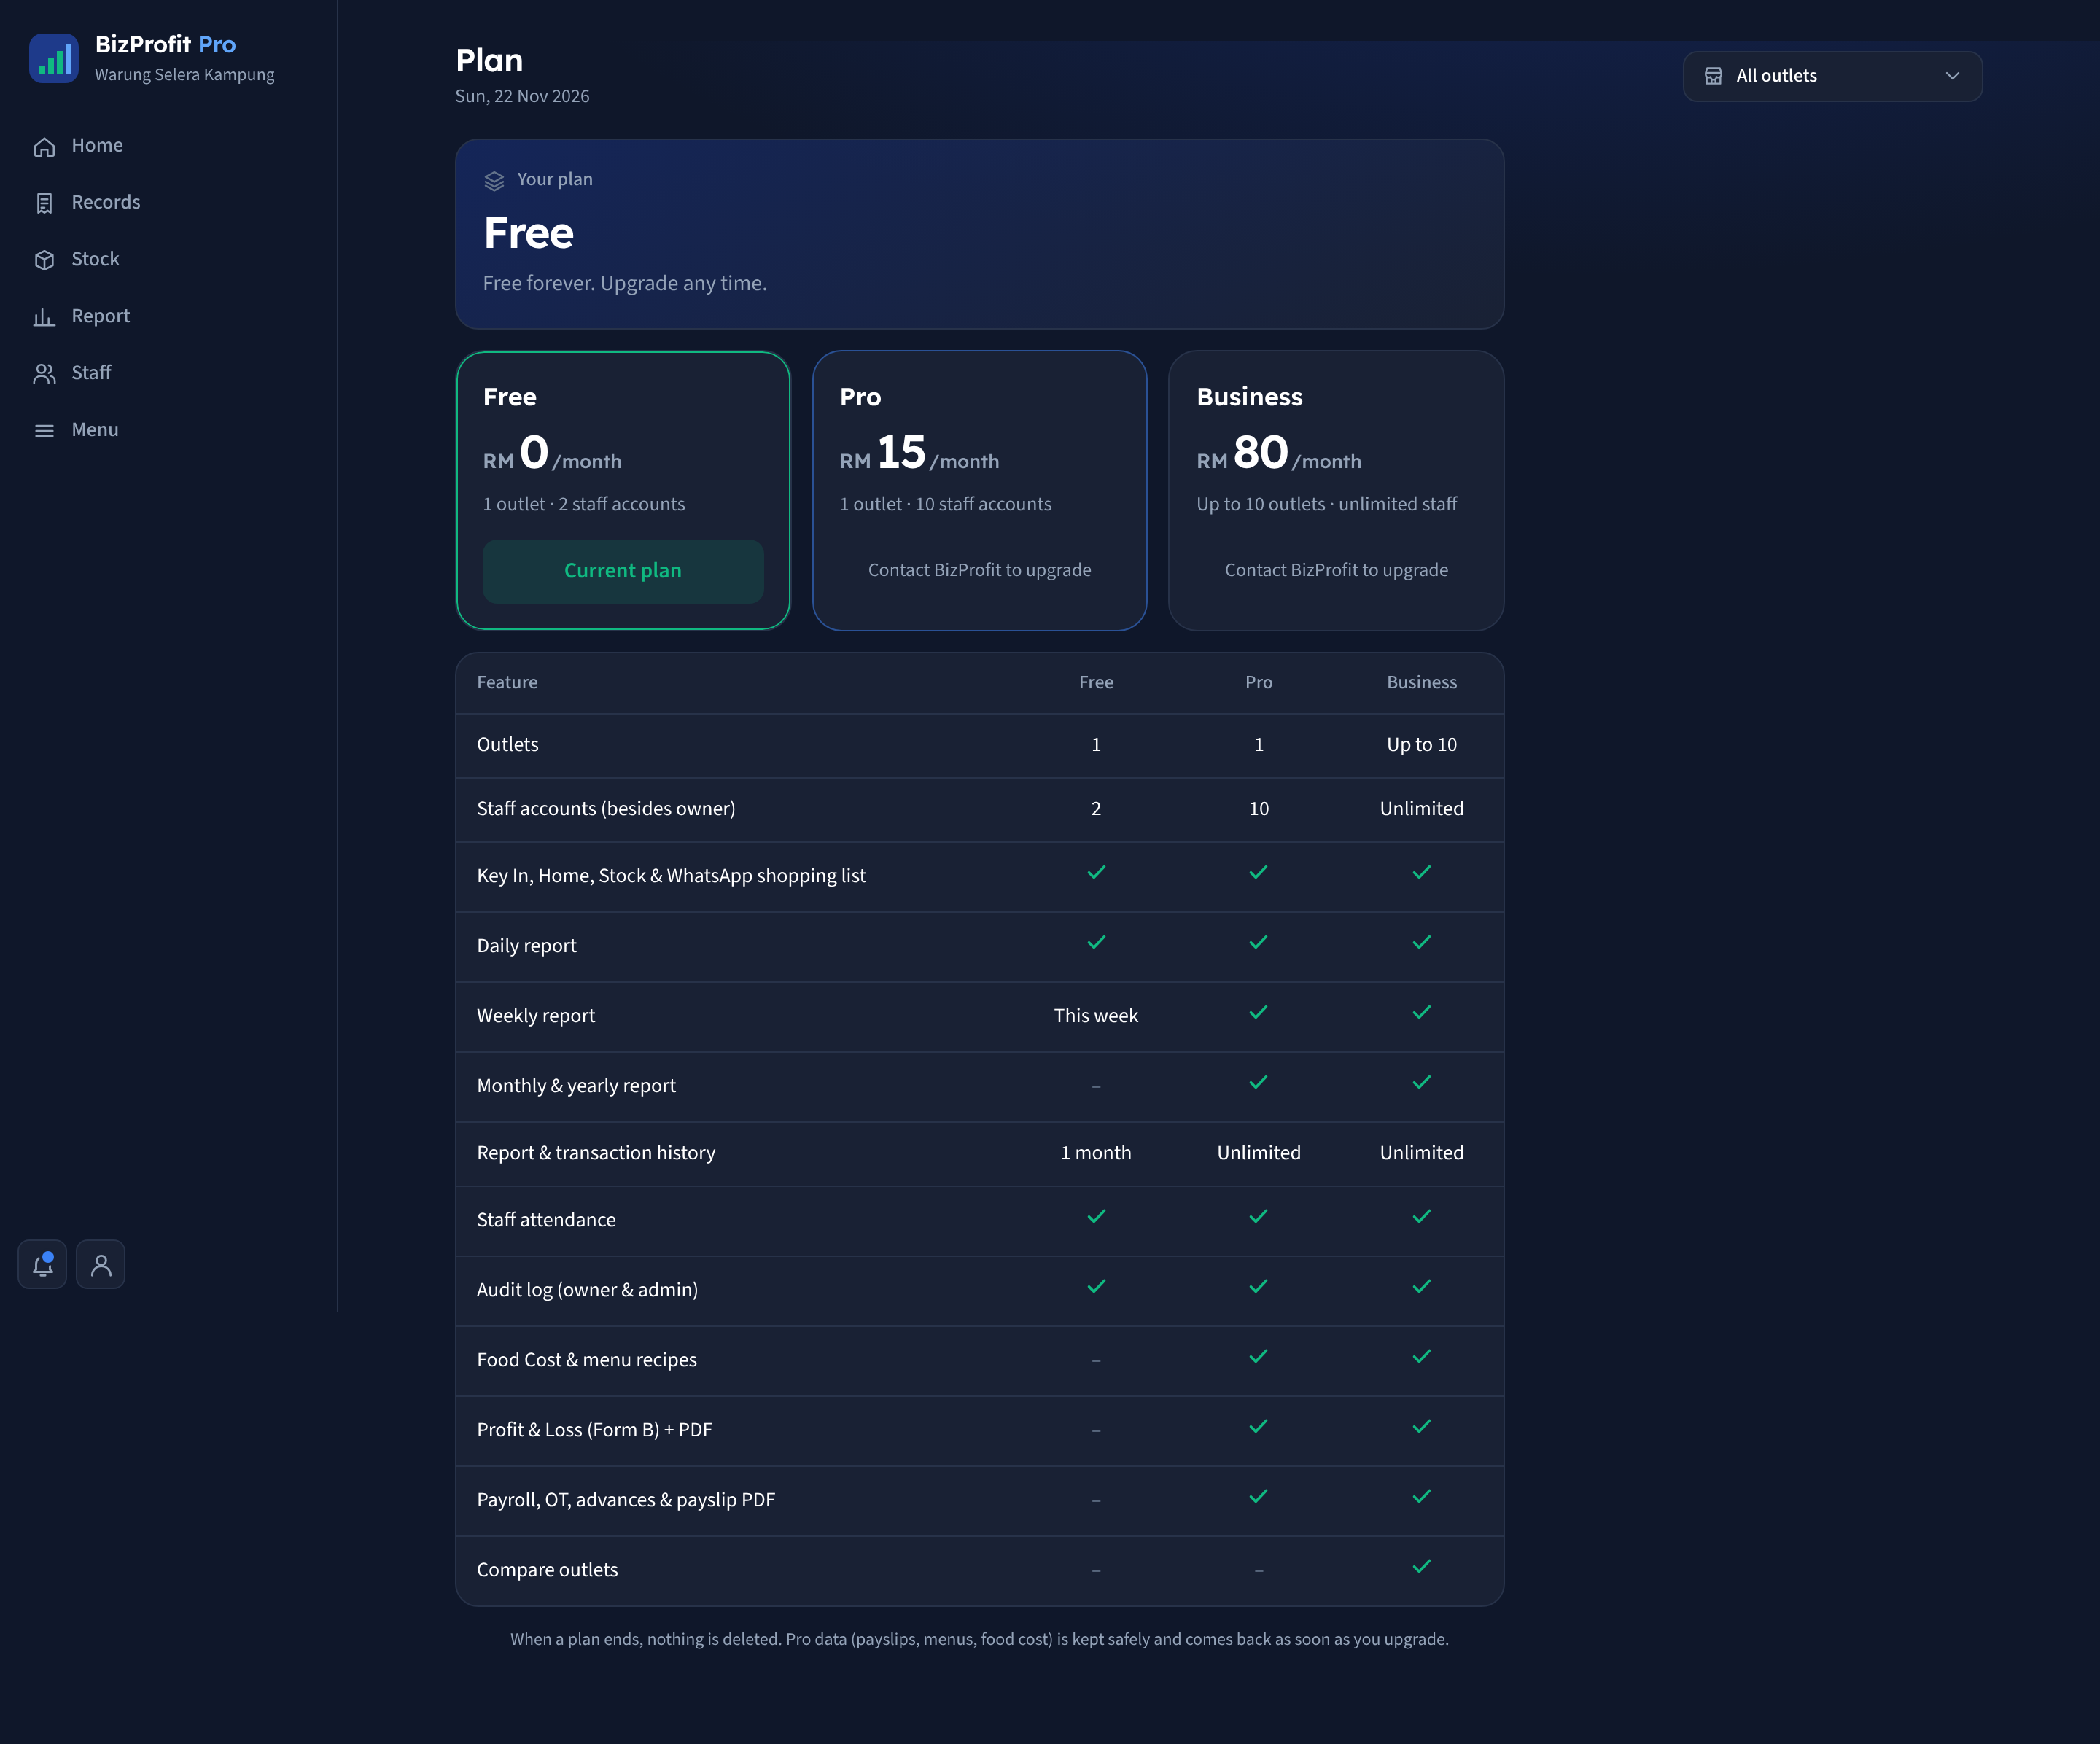 BizProfit Pro
Warung Selera Kampung
Home
Records
Stock
Report
Staff
Menu
Plan
Sun, 22 Nov 2026
All outlets
Your plan
Free
Free forever. Upgrade any time.
Free
RM 0 /month
1 outlet · 2 staff accounts
Current plan
Pro
RM 15 /month
1 outlet · 10 staff accounts
Contact BizProfit to upgrade
Business
RM 80 /month
Up to 10 outlets · unlimited staff
Contact BizProfit to upgrade
Feature Free Pro Business
Outlets 1 1 Up to 10
Staff accounts (besides owner) 2 10 Unlimited
Key In, Home, Stock & WhatsApp shopping list ✓ ✓ ✓
Daily report ✓ ✓ ✓
Weekly report This week ✓ ✓
Monthly & yearly report – ✓ ✓
Report & transaction history 1 month Unlimited Unlimited
Staff attendance ✓ ✓ ✓
Audit log (owner & admin) ✓ ✓ ✓
Food Cost & menu recipes – ✓ ✓
Profit & Loss (Form B) + PDF – ✓ ✓
Payroll, OT, advances & payslip PDF – ✓ ✓
Compare outlets – – ✓
When a plan ends, nothing is deleted. Pro data (payslips, menus, food cost) is kept safely and comes back as soon as you upgrade.